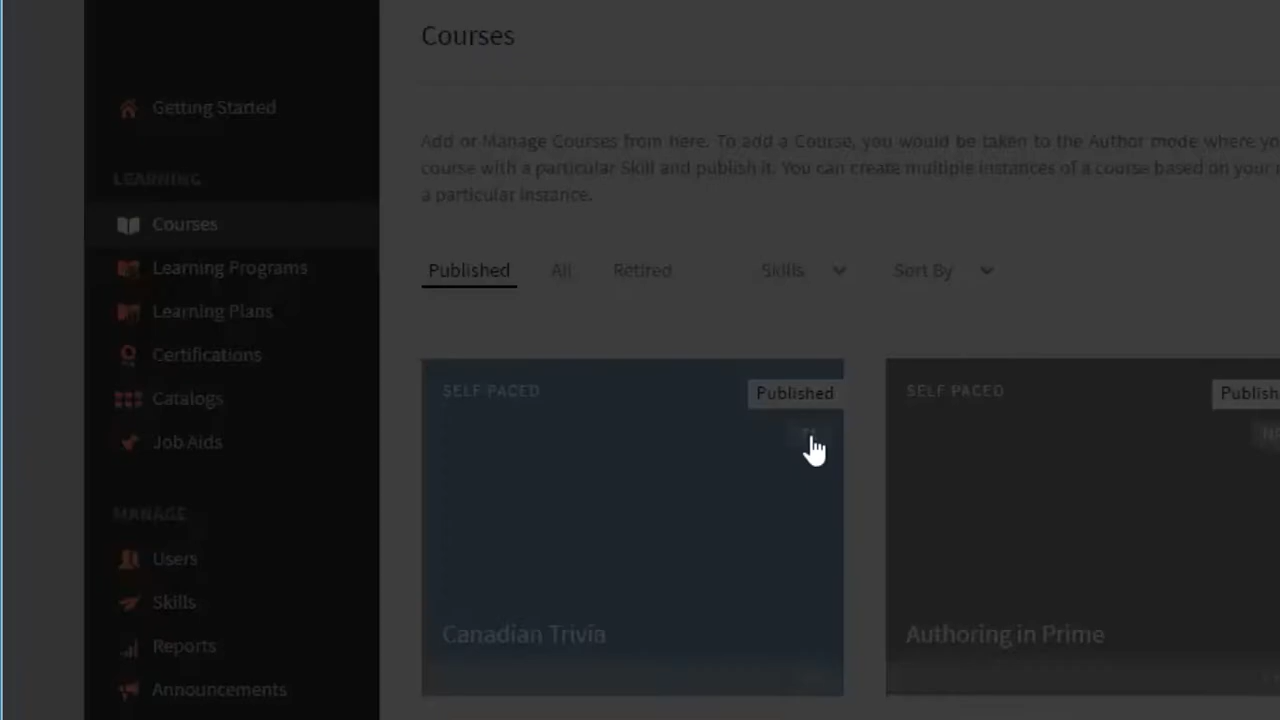 Courses
Getting Started
Add or Manage Courses from here. To add a Course, you would be taken to the Author mode where
course with a particular Skill and publish it. You can create multiple instances of a course based on your
a particular instance.
LEARNING
Courses
Learning Programs
Learning Plans
Certifications
Catalogs
Job Aids
MANAGE
Users
Skills
Reports
Announcements
Published All Retired Skills Sort By
SELF PACED Published
Canadian Trivia
SELF PACED
Authoring in Prime